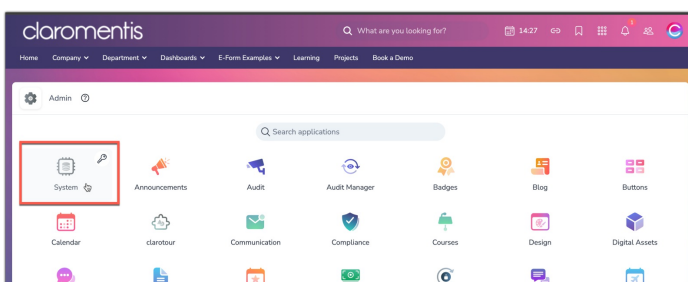 claromentis
What are you looking for?
14:27
Home Company Department Dashboards E-Form Examples Learning Projects Book a Demo
Admin
Search applications
System Announcements Audit Audit Manager Badges Blog Buttons
Calendar clarotour Communication Compliance Courses Design Digital Assets